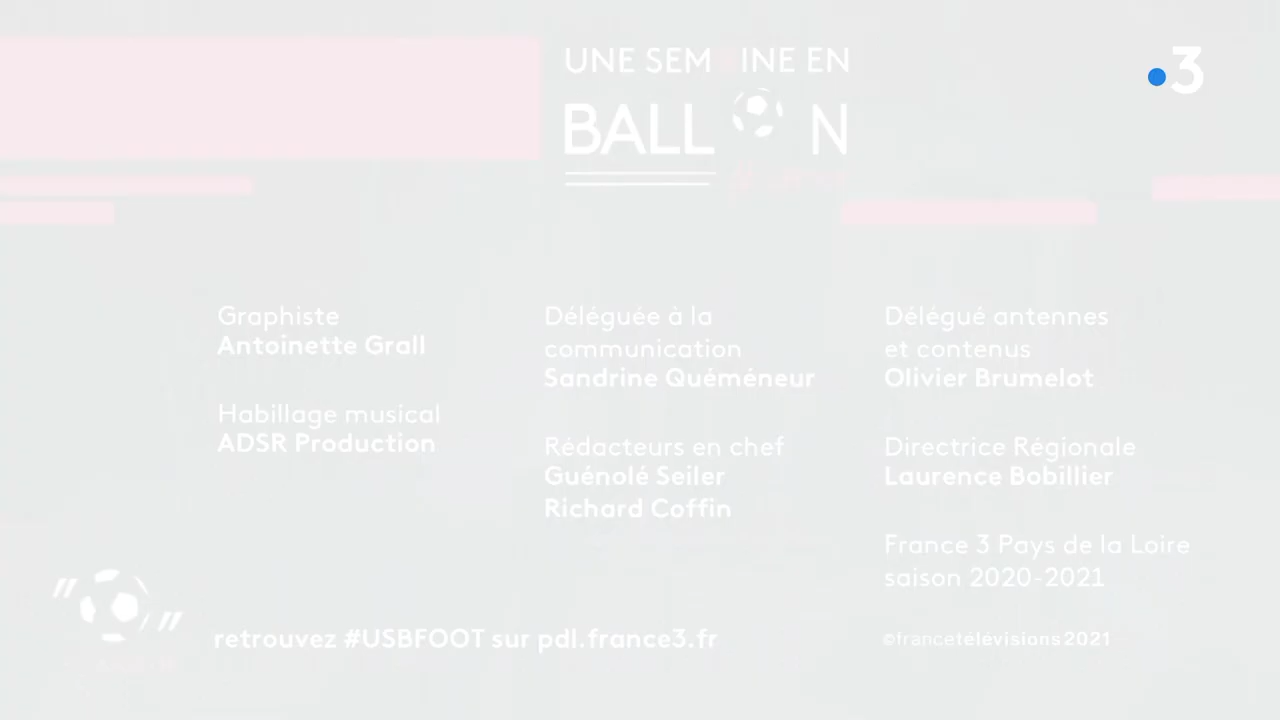 UNE SEM INE EN
BALL N
3
Graphiste
Antoinette Grall
Habillage musical
ADSR Production
Déléguée à la
communication
Sandrine Quéméneur
Rédacteurs en chef
Guénolé Seiler
Richard Coffin
Délégué antennes
et contenus
Olivier Brumelot
Directrice Régionale
Laurence Bobillier
France 3 Pays de la Loire
saison 2020-2021
retrouvez #USBFOOT sur pdl.france3.fr
©francetélévisions2021